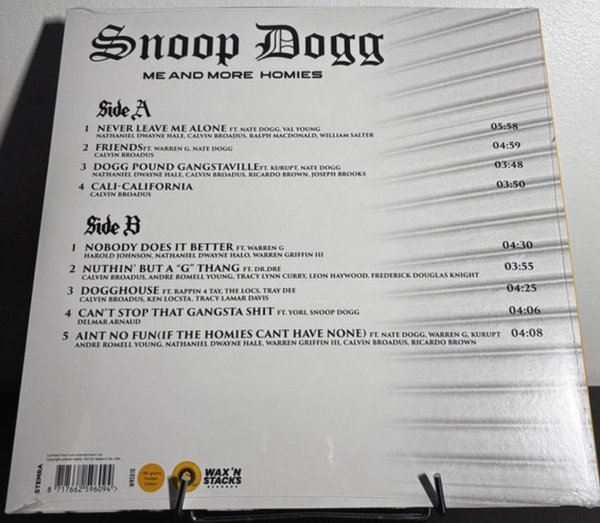 Snoop Dogg
ME AND MORE HOMIES
Side A
1 NEVER LEAVE ME ALONE FT. NATE DOGG, VAL YOUNG 05:58
NATHANIEL DWAYNE HALE, CALVIN BROADUS, RALPH MACDONALD, WILLIAM SALTER
2 FRIENDS FT. WARREN G, NATE DOGG 04:59
CALVIN BROADUS
3 DOGG POUND GANGSTAVILLE FT. KURUPT, NATE DOGG 03:48
NATHANIEL DWAYNE HALE, CALVIN BROADUS, RICARDO BROWN, JOSEPH BROOKS
4 CALI-CALIFORNIA 03:50
CALVIN BROADUS
Side B
1 NOBODY DOES IT BETTER FT. WARREN G 04:30
HAROLD JOHNSON, NATHANIEL DWAYNE HALO, WARREN GRIFFIN III
2 NUTHIN' BUT A "G" THANG FT. DR.DRE 03:55
CALVIN BROADUS, ANDRE ROMELL YOUNG, TRACY LYNN CURRY, LEON HAYWOOD, FREDERICK DOUGLAS KNIGHT
3 DOGGHOUSE FT. RAPPIN 4 TAY, THE LOCS, TRAY DEE 04:25
CALVIN BROADUS, KEN LOCSTA, TRACY LAMAR DAVIS
4 CAN'T STOP THAT GANGSTA SHIT FT. YORI, SNOOP DOGG 04:06
DELMAR ARNAUD
5 AINT NO FUN(IF THE HOMIES CANT HAVE NONE) FT. NATE DOGG, WARREN G, KURUPT 04:08
ANDRE ROMELL YOUNG, NATHANIEL DWAYNE HALE, WARREN GRIFFIN III, CALVIN BROADUS, RICARDO BROWN
STEMRA
8 717662 596094 >
180 grams
Edition
WAX 'N
STACKS
RECORDS